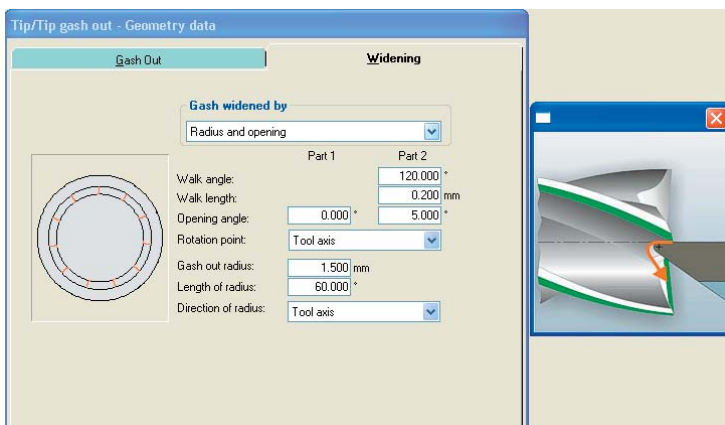 Tip/Tip gash out - Geometry data
Gash Out
Widening
Gash widened by
Radius and opening
Part 1 Part 2
Walk angle: 120.000 °
Walk length: 0.200 mm
Opening angle: 0.000 ° 5.000 °
Rotation point: Tool axis
Gash out radius: 1.500 mm
Length of radius: 60.000 °
Direction of radius: Tool axis